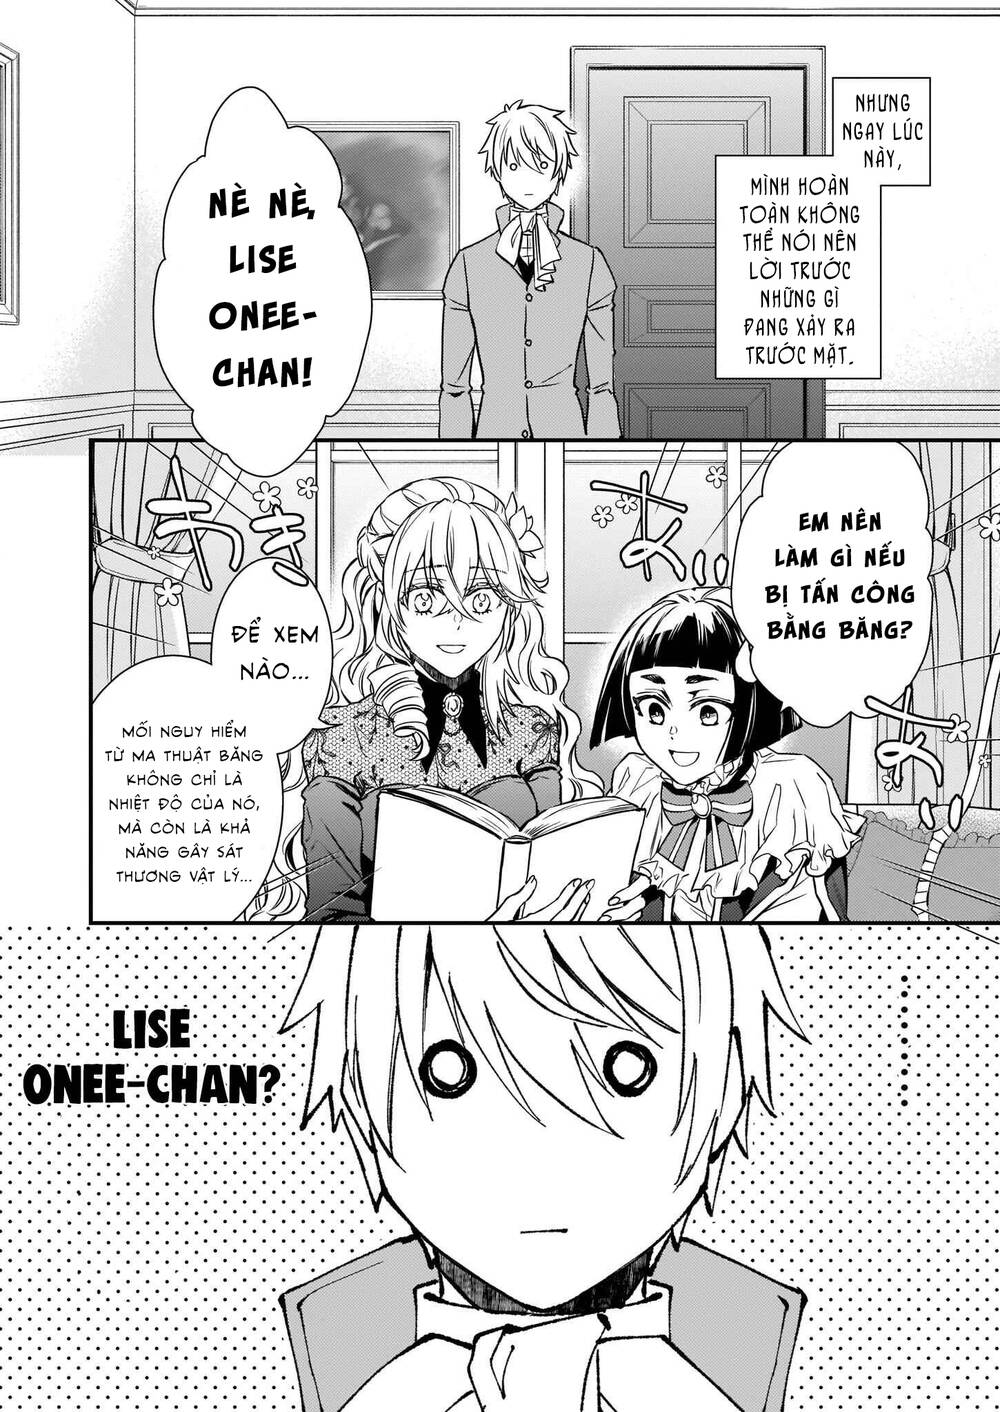 NHƯNG
NGAY LÚC
NÀY,
MÌNH HOÀN
TOÀN KHÔNG
THỂ NÓI NÊN
LỜI TRƯỚC
NHỮNG GÌ
ĐANG XẢY RA
TRƯỚC MẶT.
NÈ NÈ,
LISE
ONEE-
CHAN!
EM NÊN
LÀM GÌ NẾU
BỊ TẤN CÔNG
BẰNG BĂNG?
ĐỂ XEM
NÀO...
MỐI NGUY HIỂM
TỪ MA THUẬT BĂNG
KHÔNG CHỈ LÀ
NHIỆT ĐỘ CỦA NÓ,
MÀ CÒN LÀ KHẢ
NĂNG GÂY SÁT
THƯƠNG VẬT LÝ...
LISE
ONEE-CHAN?